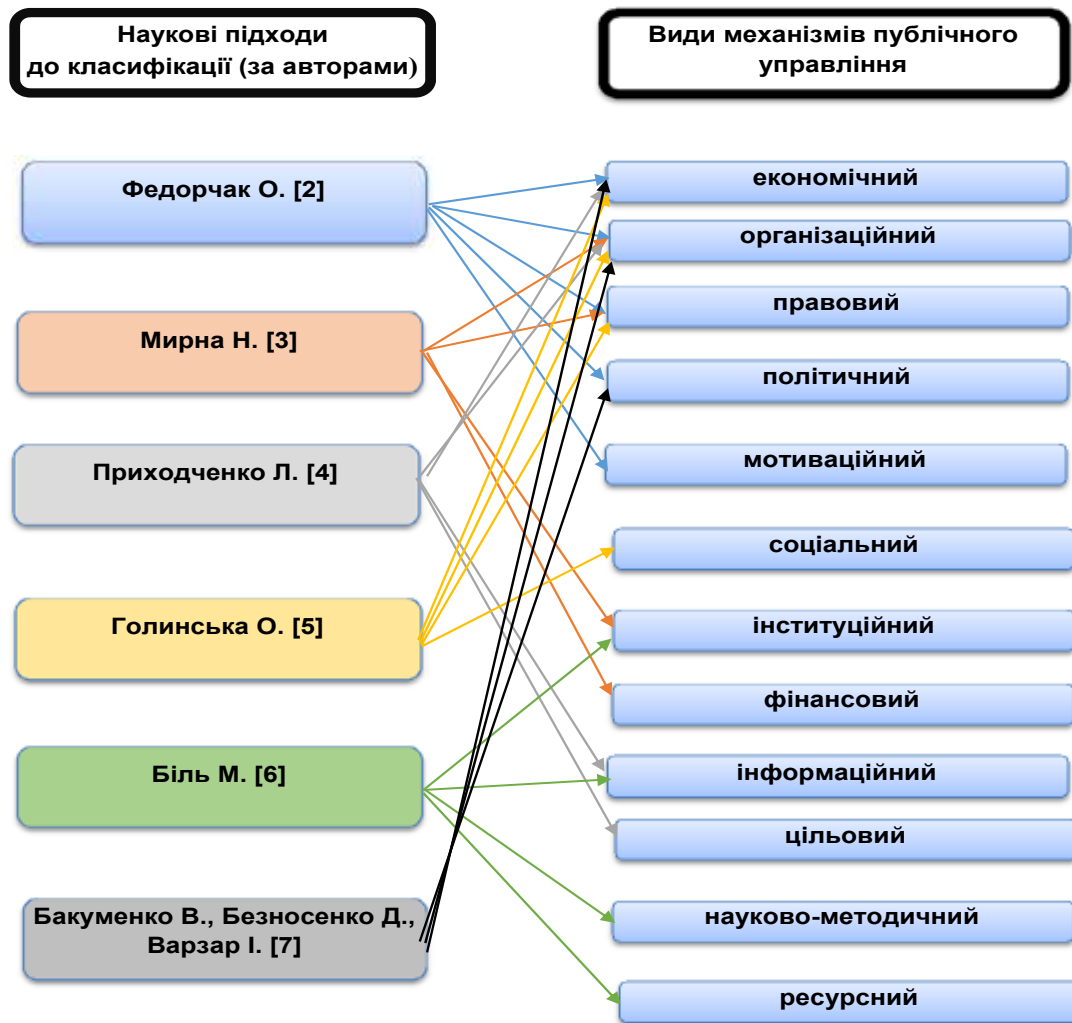 Наукові підходи
до класифікації (за авторами)
Види механізмів публічного
управління
Федорчак О. [2]
Мирна Н. [3]
Приходченко Л. [4]
Голинська О. [5]
Біль М. [6]
Бакуменко В., Безносенко Д.,
Варзар І. [7]
економічний
організаційний
правовий
політичний
мотиваційний
соціальний
інституційний
фінансовий
інформаційний
цільовий
науково-методичний
ресурсний